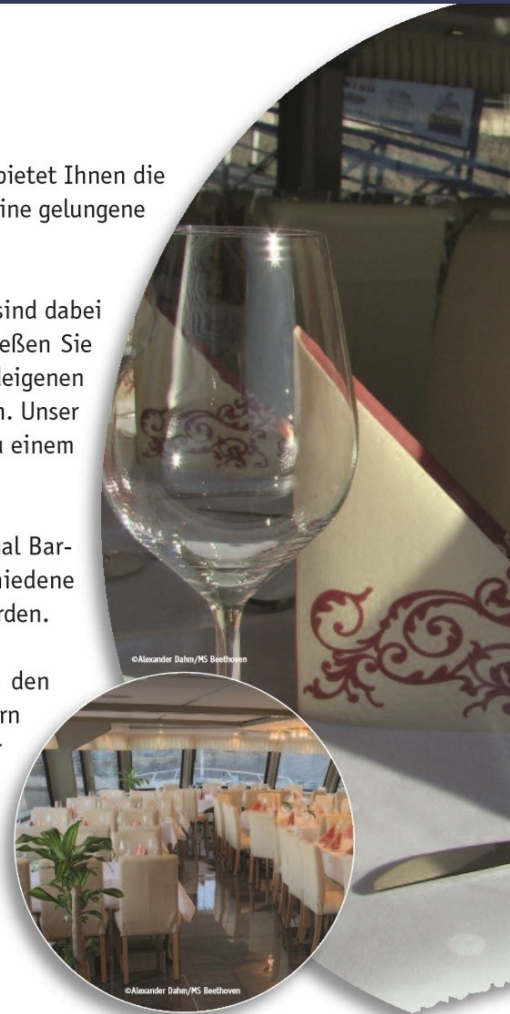 bietet Ihnen die
ine gelungene
sind dabei
eßen Sie
eigenen
n. Unser
u einem
al Bar-
hiedene
rden.
den
rn
©Alexander Dahm/MS Beethoven
©Alexander Dahm/MS Beethoven